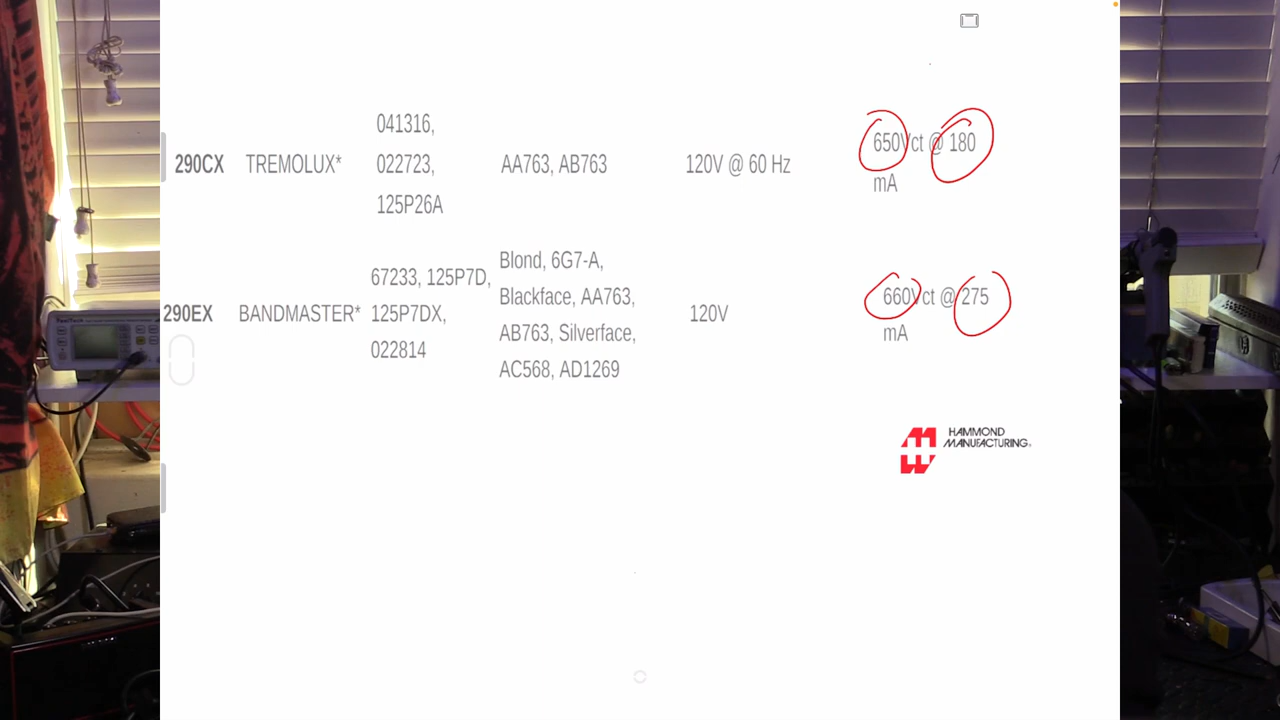 041316,
290CX TREMOLUX* 022723, AA763, AB763 120V @ 60 Hz 650Vct @ 180
mA
125P26A
Blond, 6G7-A,
67233, 125P7D, Blackface, AA763, 660Vct @ 275
290EX BANDMASTER* 125P7DX, AB763, Silverface, 120V mA
022814 AC568, AD1269
HAMMOND
MANUFACTURING